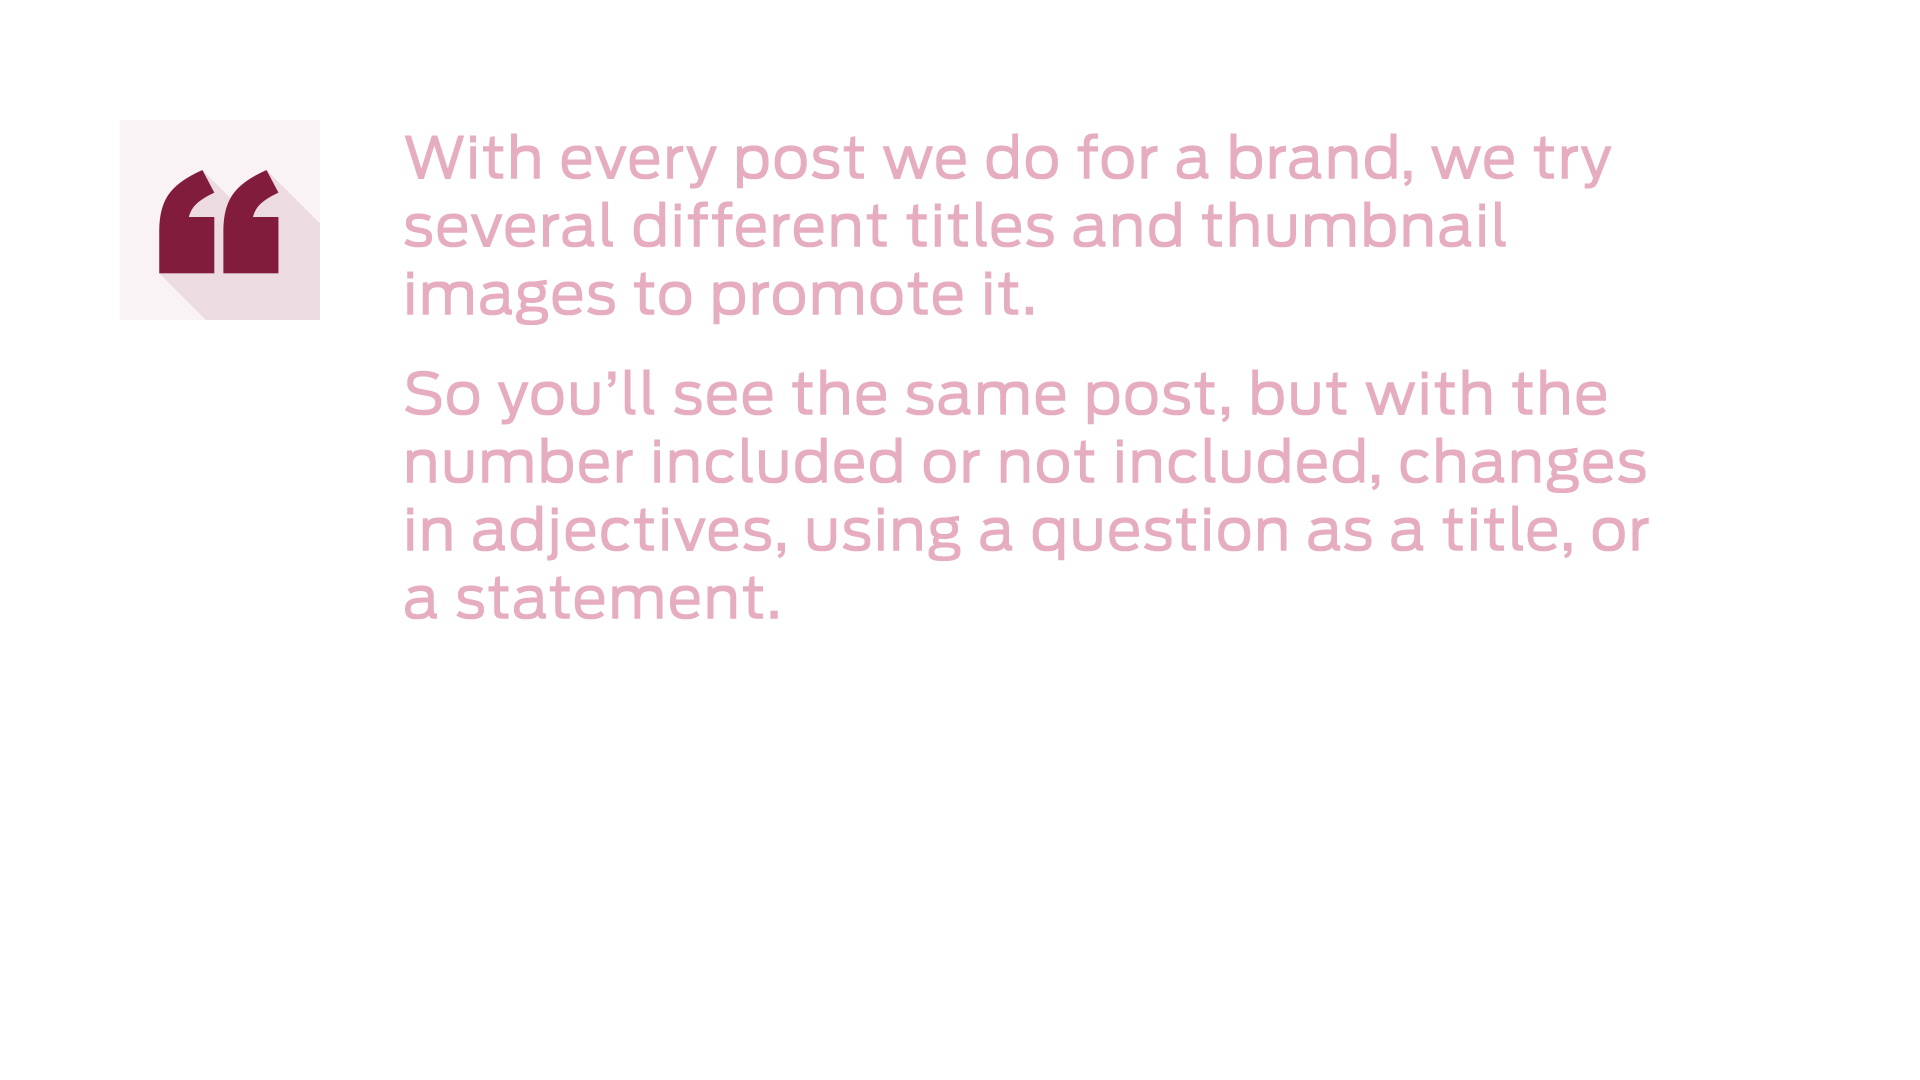 With every post we do for a brand, we try
several different titles and thumbnail
images to promote it.
So you’ll see the same post, but with the
number included or not included, changes
in adjectives, using a question as a title, or
a statement.